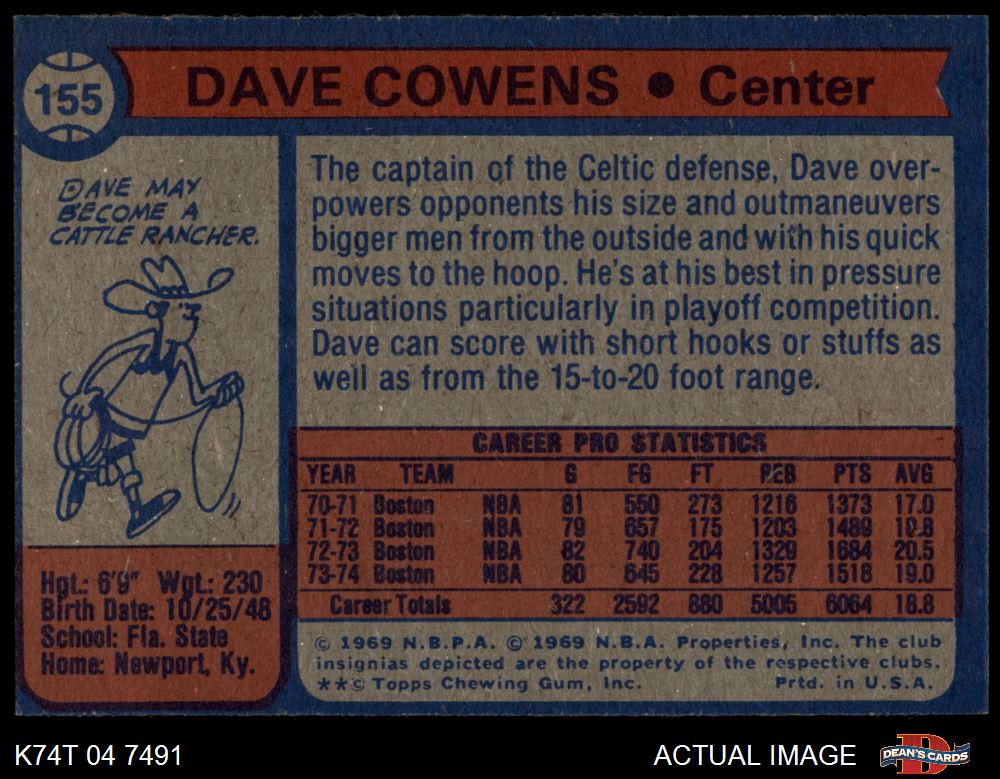 155
DAVE COWENS • Center
DAVE MAY
BECOME A
CATTLE RANCHER.
The captain of the Celtic defense, Dave over-
powers opponents his size and outmaneuvers
bigger men from the outside and with his quick
moves to the hoop. He's at his best in pressure
situations particularly in playoff competition.
Dave can score with short hooks or stuffs as
well as from the 15-to-20 foot range.
CAREER PRO STATISTICS
YEAR TEAM G FG FT REB PTS AVG
70-71 Boston NBA 81 550 273 1216 1373 17.0
71-72 Boston NBA 79 657 175 1203 1489 18.8
72-73 Boston NBA 82 740 204 1329 1684 20.5
73-74 Boston NBA 80 645 228 1257 1518 19.0
Career Totals 322 2592 880 5005 6064 18.8
Hgt.: 6'9" Wgt.: 230
Birth Date: 10/25/48
School: Fla. State
Home: Newport, Ky.
© 1969 N.B.P.A. © 1969 N.B.A. Properties, Inc. The club
insignias depicted are the property of the respective clubs.
**© Topps Chewing Gum, Inc. Prtd. in U.S.A.
K74T 04 7491
ACTUAL IMAGE
D
DEAN'S CARDS